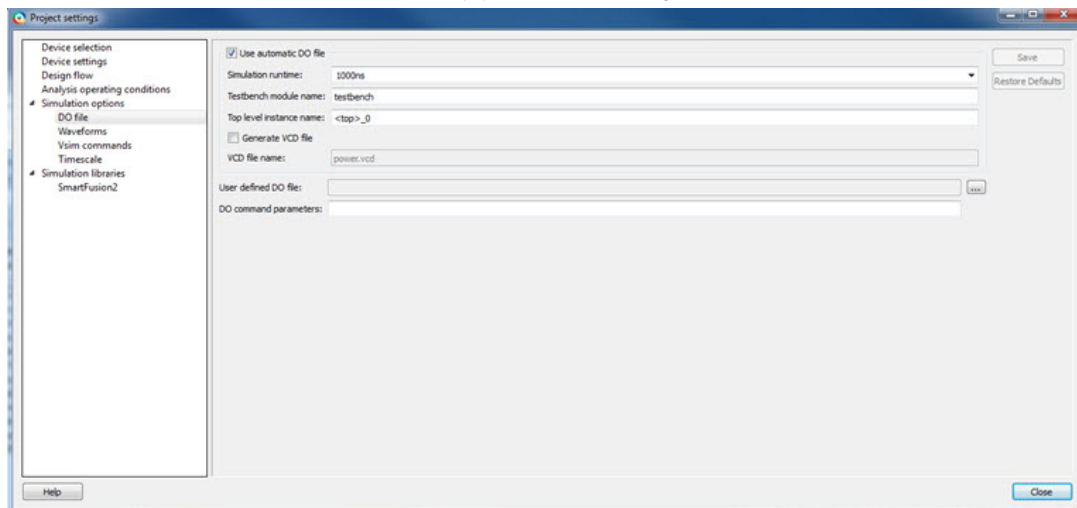 Project settings
Device selection
Device settings
Design flow
Analysis operating conditions
Simulation options
DO file
Waveforms
Vsim commands
Timescale
Simulation libraries
SmartFusion2
Use automatic DO file
Simulation runtime: 1000ns
Testbench module name: testbench
Top level instance name: <top>_0
Generate VCD file
VCD file name: power.vcd
User defined DO file: ...
DO command parameters:
Save
Restore Defaults
Help
Close